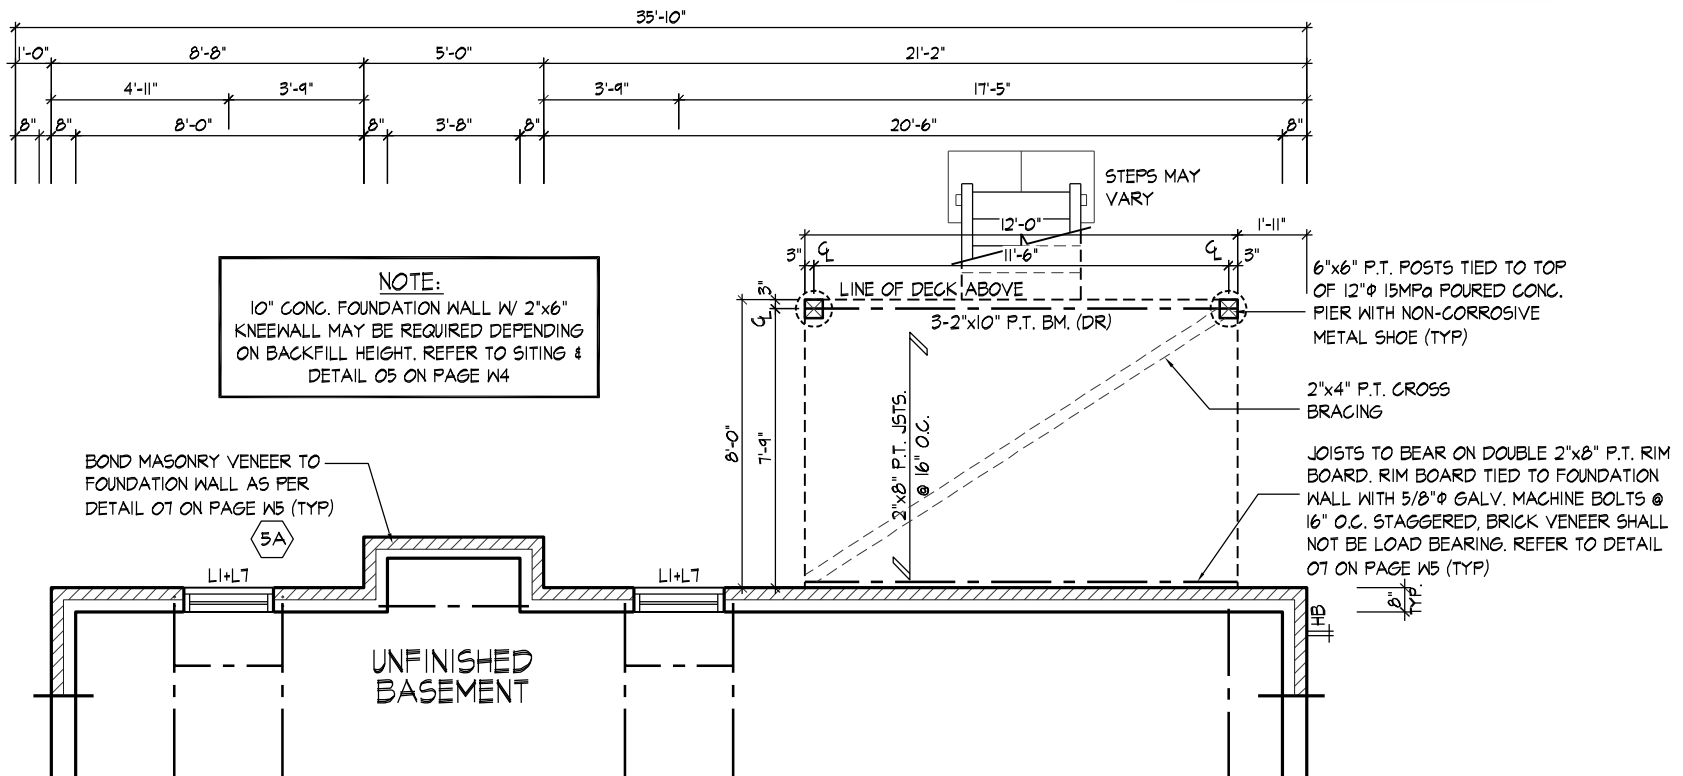 35'-10"
1'-0" 8'-8" 5'-0" 21'-2"
4'-11" 3'-9" 3'-9" 17'-5"
8" 8" 8'-0" 8" 3'-8" 8" 20'-6" 8"
STEPS MAY
VARY
12'-0" 1'-11"
3" ℄ 11'-6" ℄ 3"
NOTE:
10" CONC. FOUNDATION WALL W/ 2"x6"
KNEEWALL MAY BE REQUIRED DEPENDING
ON BACKFILL HEIGHT. REFER TO SITING &
DETAIL 05 ON PAGE W4
3"
℄
LINE OF DECK ABOVE
3-2"x10" P.T. BM. (DR)
6"x6" P.T. POSTS TIED TO TOP
OF 12"Φ 15MPa POURED CONC.
PIER WITH NON-CORROSIVE
METAL SHOE (TYP)
2"x4" P.T. CROSS
BRACING
8'-0"
7'-9"
2"x8" P.T. JSTS.
@ 16" O.C.
JOISTS TO BEAR ON DOUBLE 2"x8" P.T. RIM
BOARD. RIM BOARD TIED TO FOUNDATION
WALL WITH 5/8"Φ GALV. MACHINE BOLTS @
16" O.C. STAGGERED, BRICK VENEER SHALL
NOT BE LOAD BEARING. REFER TO DETAIL
07 ON PAGE W5 (TYP)
BOND MASONRY VENEER TO
FOUNDATION WALL AS PER
DETAIL 07 ON PAGE W5 (TYP)
5A
L1+L7
L1+L7
8"
TYP.
HB
UNFINISHED
BASEMENT